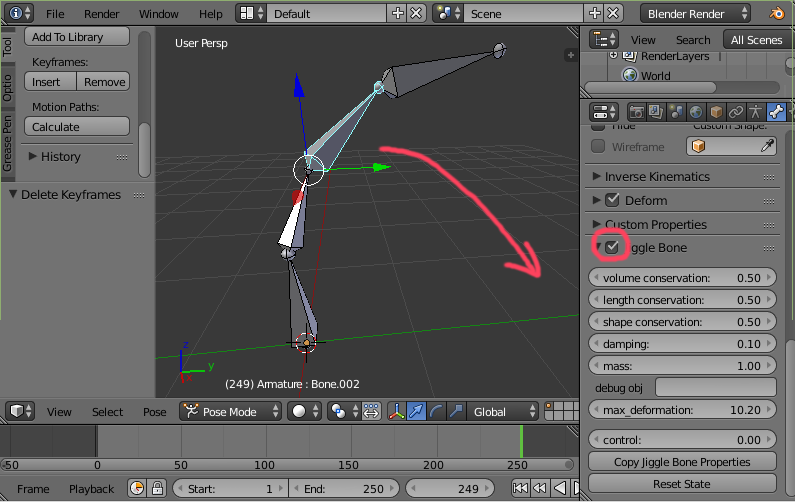 File Render Window Help Default Scene Blender Render
Tool
Add To Library
Keyframes:
Insert Remove
Motion Paths:
Calculate
History
Optio
Grease Pen
Delete Keyframes
User Persp
z
y
(249) Armature : Bone.002
View Select Pose Pose Mode Global
-50 0 50 100 150 200 250
Frame Playback Start: 1 End: 250 249
View Search All Scenes
RenderLayers
World
Hide Custom Shape:
Wireframe
Inverse Kinematics
Deform
Custom Properties
iggle Bone
volume conservation: 0.50
length conservation: 0.50
shape conservation: 0.50
damping: 0.10
mass: 1.00
debug obj
max_deformation: 10.20
control: 0.00
Copy Jiggle Bone Properties
Reset State